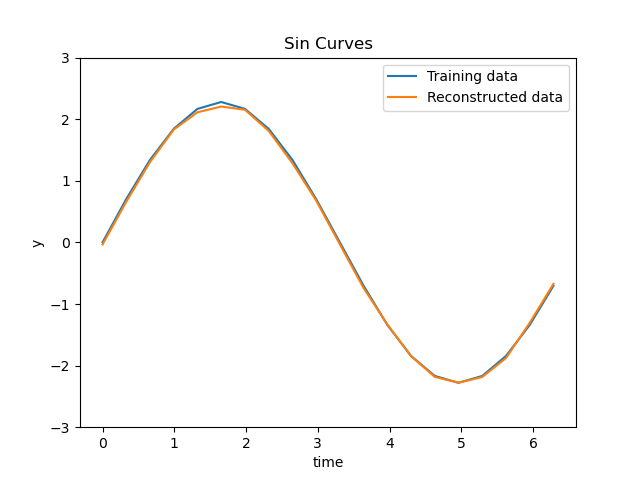 Sin Curves
Training data
Reconstructed data
3
2
1
0
−1
−2
−3
y
0 1 2 3 4 5 6
time